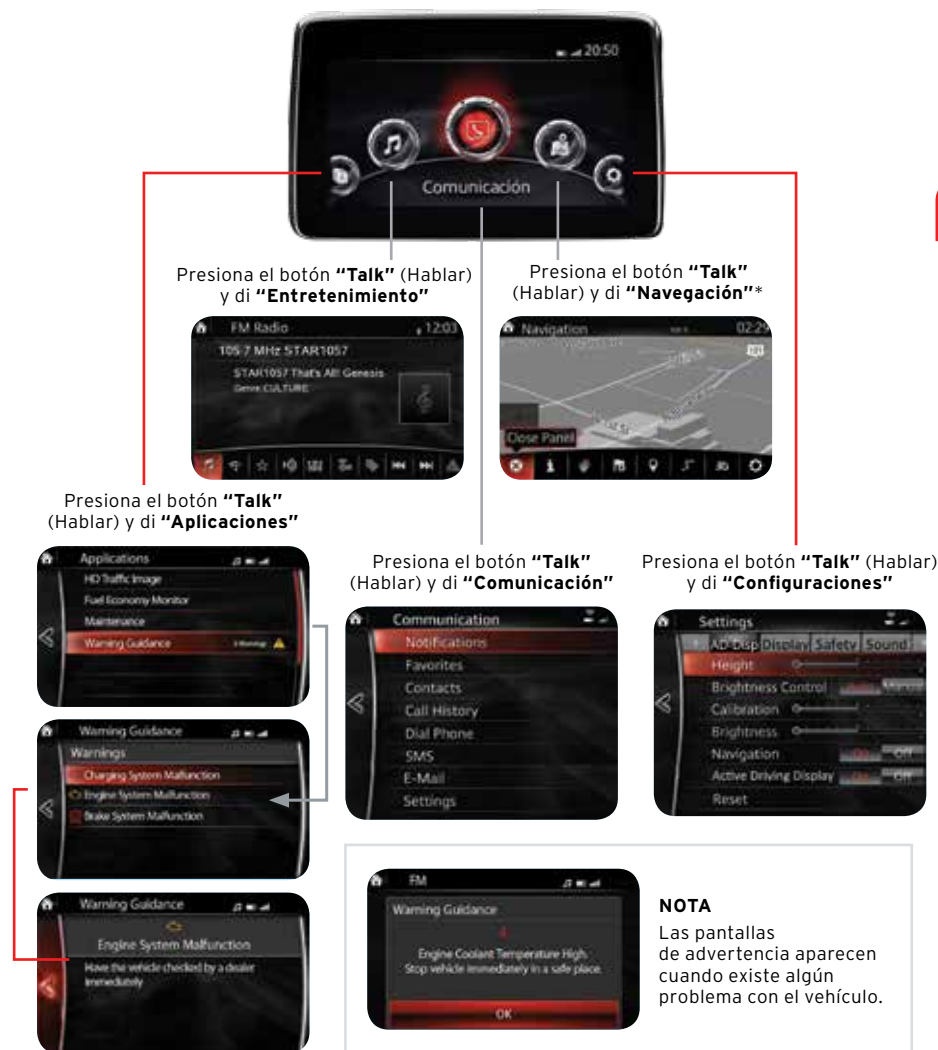 20:50
Comunicación
Presiona el botón “Talk” (Hablar)
y di “Entretenimiento”
Presiona el botón “Talk”
(Hablar) y di “Navegación”*
FM Radio
12:03
105.7 MHz STAR1057
STAR1057 That's All! Genesis
Genre:CULTURE
Navigation
02:29
101
Close Panel
Presiona el botón “Talk”
(Hablar) y di “Aplicaciones”
Applications
HD Traffic Image
Fuel Economy Monitor
Maintenance
Warning Guidance
Presiona el botón “Talk”
(Hablar) y di “Comunicación”
Communication
Notifications
Favorites
Contacts
Call History
Dial Phone
SMS
E-Mail
Settings
Presiona el botón “Talk” (Hablar)
y di “Configuraciones”
Settings
AD-Disp Display Safety Sound
Height
Brightness Control
Calibration
Brightness
Navigation On Off
Active Driving Display On Off
Reset
Warning Guidance
Warnings
Charging System Malfunction
Engine System Malfunction
Brake System Malfunction
Warning Guidance
Engine System Malfunction
Have the vehicle checked by a dealer
immediately
FM
Warning Guidance
Engine Coolant Temperature High.
Stop vehicle immediately in a safe place.
OK
NOTA
Las pantallas
de advertencia aparecen
cuando existe algún
problema con el vehículo.